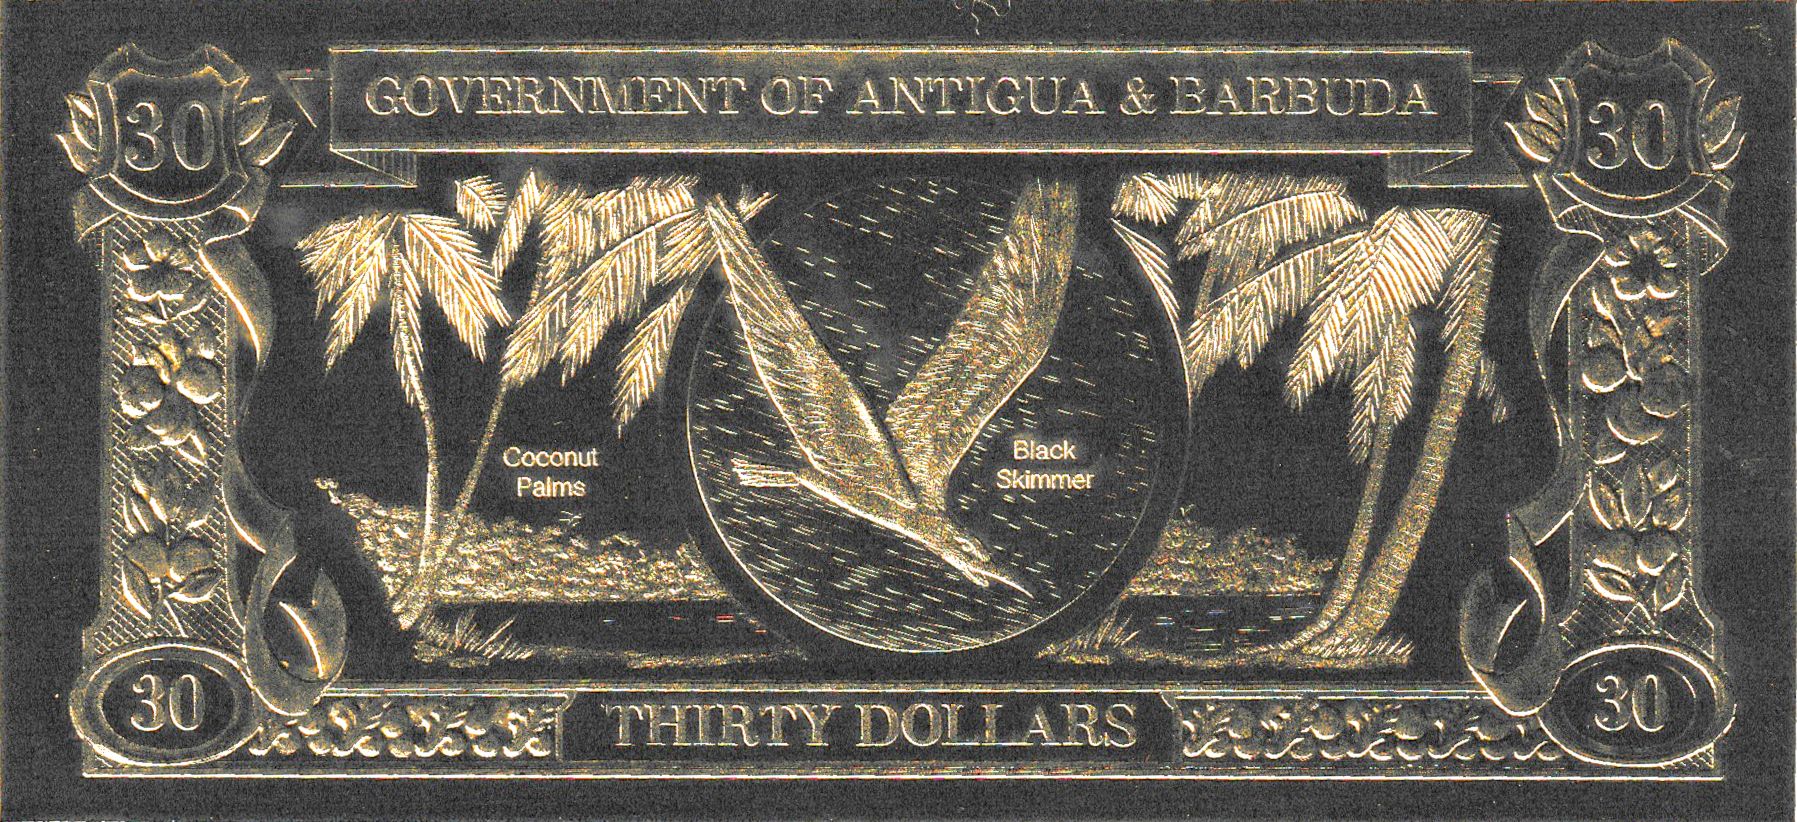 30
GOVERNMENT OF ANTIGUA & BARBUDA
30
Coconut
Palms
Black
Skimmer
30
THIRTY DOLLARS
30